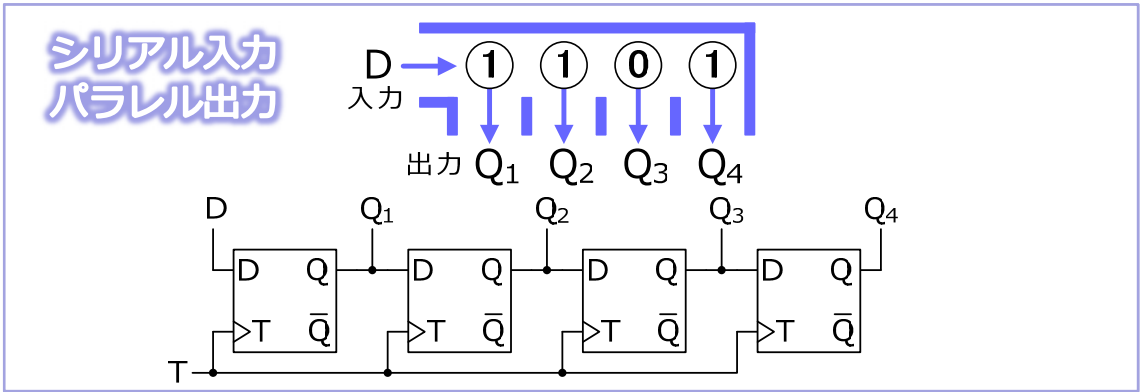 シリアル入力
パラレル出力
D 1 1 0 1
入力
出力 Q1 Q2 Q3 Q4
D Q1 Q2 Q3 Q4
D Q D Q D Q D Q
T Q̅ T Q̅ T Q̅ T Q̅
T